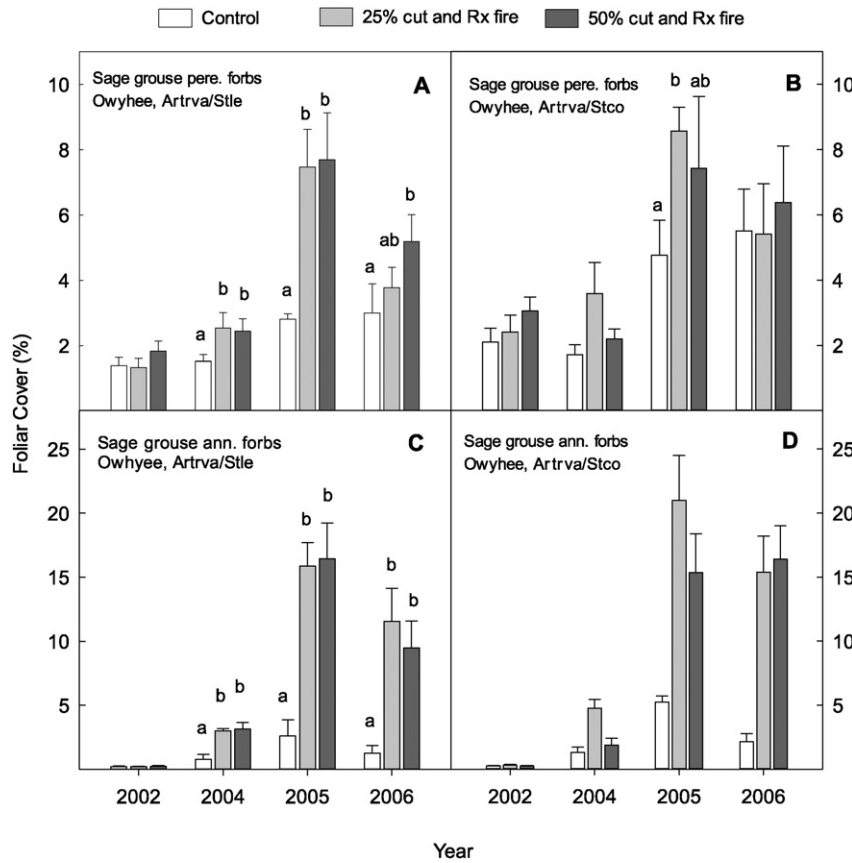 Control 25% cut and Rx fire 50% cut and Rx fire
Sage grouse pere. forbs
Owyhee, Artrva/Stle
A
10
8
6
4
2
a b b
a b b
a ab b
Sage grouse pere. forbs
Owyhee, Artrva/Stco
B
10
8
6
4
2
a b ab
Foliar Cover (%)
Sage grouse ann. forbs
Owhyee, Artrva/Stle
C
25
20
15
10
5
a b b
a b b
a b b
2002 2004 2005 2006
Sage grouse ann. forbs
Owyhee, Artrva/Stco
D
25
20
15
10
5
2002 2004 2005 2006
Year